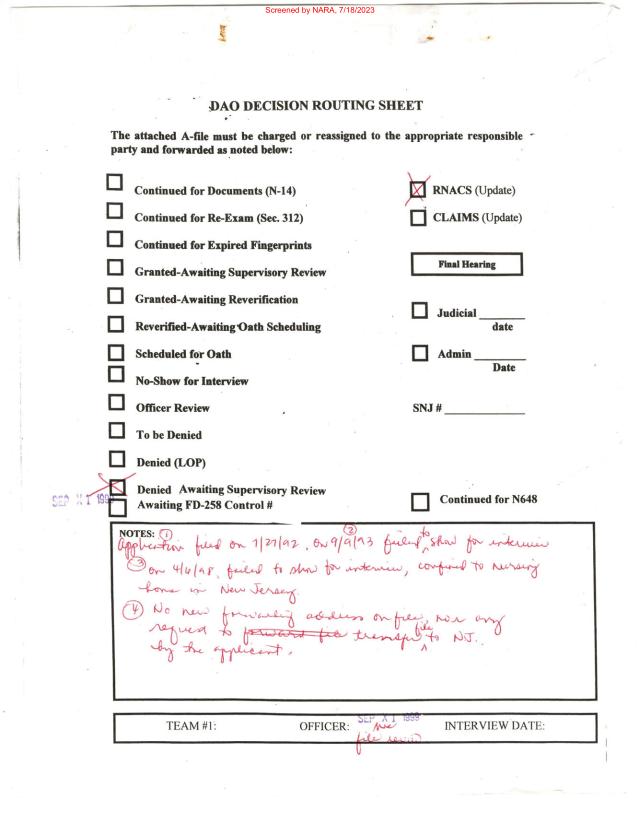 Screened by NARA, 7/18/2023
DAO DECISION ROUTING SHEET
The attached A-file must be charged or reassigned to the appropriate responsible
party and forwarded as noted below:
Continued for Documents (N-14)
Continued for Re-Exam (Sec. 312)
Continued for Expired Fingerprints
Granted-Awaiting Supervisory Review
Granted-Awaiting Reverification
Reverified-Awaiting Oath Scheduling
Scheduled for Oath
No-Show for Interview
Officer Review
To be Denied
Denied (LOP)
Denied Awaiting Supervisory Review
Awaiting FD-258 Control #
RNACS (Update)
CLAIMS (Update)
Final Hearing
Judicial
date
Admin
Date
SNJ #
Continued for N648
SEP
NOTES: ①
Application filed on 7/27/92, ② on 9/9/93 failed to show for interview
③ on 4/6/98, failed to show for interview, confined to nursing
home in New Jersey.
④ No new forwarding address on file, nor any
request to forward file transfer file to NJ.
by the applicant.
TEAM #1: OFFICER: SEP 1999 INTERVIEW DATE:
file